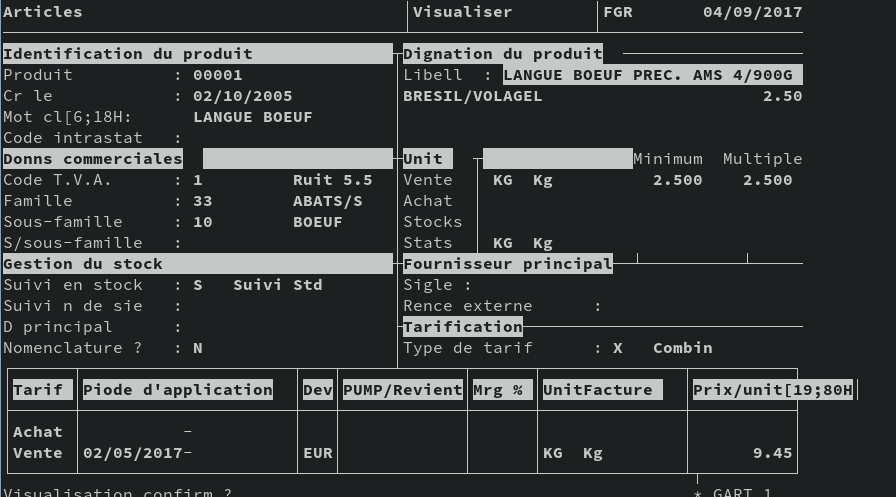 Articles Visualiser FGR 04/09/2017
Identification du produit Dignation du produit
Produit : 00001 Libell : LANGUE BOEUF PREC. AMS 4/900G
Cr le : 02/10/2005 BRESIL/VOLAGEL 2.50
Mot cl[6;18H: LANGUE BOEUF
Code intrastat :
Donns commerciales Unit Minimum Multiple
Code T.V.A. : 1 Ruit 5.5 Vente KG Kg 2.500 2.500
Famille : 33 ABATS/S Achat
Sous-famille : 10 BOEUF Stocks
S/sous-famille : Stats KG Kg
Gestion du stock Fournisseur principal
Suivi en stock : S Suivi Std Sigle :
Suivi n de sie : Rence externe :
D principal : Tarification
Nomenclature ? : N Type de tarif : X Combin
Tarif Piode d'application Dev PUMP/Revient Mrg % UnitFacture Prix/unit[19;80H
Achat -
Vente 02/05/2017- EUR KG Kg 9.45
Visualisation confirm ? * GART 1